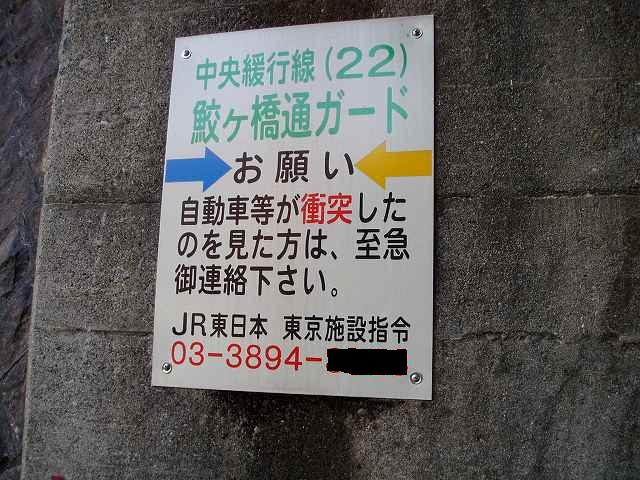 中央緩行線(22)
鮫ヶ橋通ガード
お願い
自動車等が衝突した
のを見た方は、至急
御連絡下さい。
JR東日本 東京施設指令
03-3894-